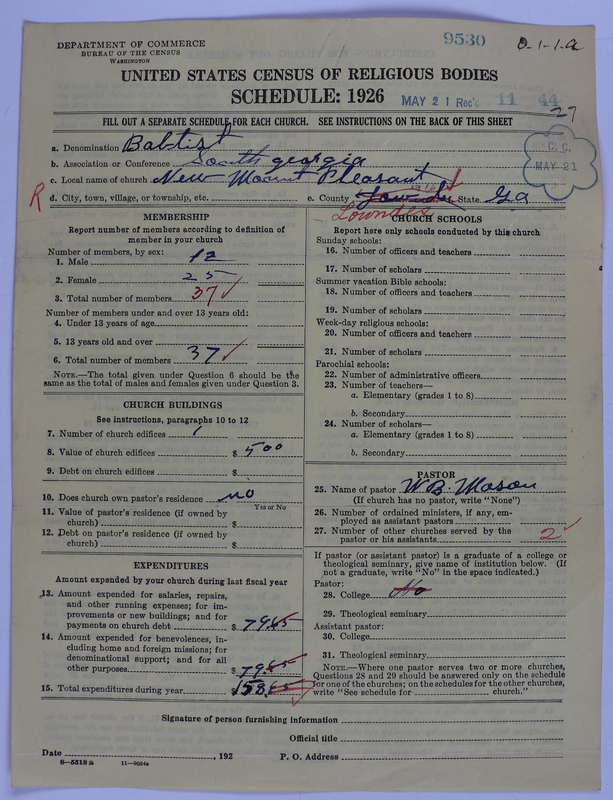 DEPARTMENT OF COMMERCE
BUREAU OF THE CENSUS
WASHINGTON
9530
UNITED STATES CENSUS OF RELIGIOUS BODIES
SCHEDULE: 1926
MAY 21 Rec'd 11 44
27
FILL OUT A SEPARATE SCHEDULE FOR EACH CHURCH. SEE INSTRUCTIONS ON THE BACK OF THIS SHEET
C. C.
MAY 21
a. Denomination Babtist
b. Association or Conference South georgia
c. Local name of church New Mount Pleasant
R d. City, town, village, or township, etc. e. County Lowndes State Ga
Lowndes
MEMBERSHIP
Report number of members according to definition of
member in your church
Number of members, by sex:
1. Male 12
2. Female 25
3. Total number of members 37
Number of members under and over 13 years old:
4. Under 13 years of age
5. 13 years old and over
6. Total number of members 37
NOTE.—The total given under Question 6 should be the
same as the total of males and females given under Question 3.
CHURCH BUILDINGS
See instructions, paragraphs 10 to 12
7. Number of church edifices 1
8. Value of church edifices $ 500
9. Debt on church edifices $
10. Does church own pastor's residence no
Yes or No
11. Value of pastor's residence (if owned by
church) $
12. Debt on pastor's residence (if owned by
church) $
EXPENDITURES
Amount expended by your church during last fiscal year
13. Amount expended for salaries, repairs,
and other running expenses; for im-
provements or new buildings; and for
payments on church debt $ 79.45
14. Amount expended for benevolences, in-
cluding home and foreign missions; for
denominational support; and for all
other purposes $ 79.45
15. Total expenditures during year $ 158
CHURCH SCHOOLS
Report here only schools conducted by this church
Sunday schools:
16. Number of officers and teachers
17. Number of scholars
Summer vacation Bible schools:
18. Number of officers and teachers
19. Number of scholars
Week-day religious schools:
20. Number of officers and teachers
21. Number of scholars
Parochial schools:
22. Number of administrative officers
23. Number of teachers—
a. Elementary (grades 1 to 8)
b. Secondary
24. Number of scholars—
a. Elementary (grades 1 to 8)
b. Secondary
PASTOR
25. Name of pastor W B. Mason
(If church has no pastor, write "None")
26. Number of ordained ministers, if any, em-
ployed as assistant pastors
27. Number of other churches served by the
pastor or his assistants 2
If pastor (or assistant pastor) is a graduate of a college or
theological seminary, give name of institution below. (If
not a graduate, write "No" in the space indicated.)
Pastor:
28. College No
29. Theological seminary
Assistant pastor:
30. College
31. Theological seminary
NOTE.—Where one pastor serves two or more churches,
Questions 28 and 29 should be answered only on the schedule
for one of the churches; on the schedules for the other churches,
write "See schedule for church."
Signature of person furnishing information
Official title
Date , 192 P. O. Address
8—5518 a 11—9034a